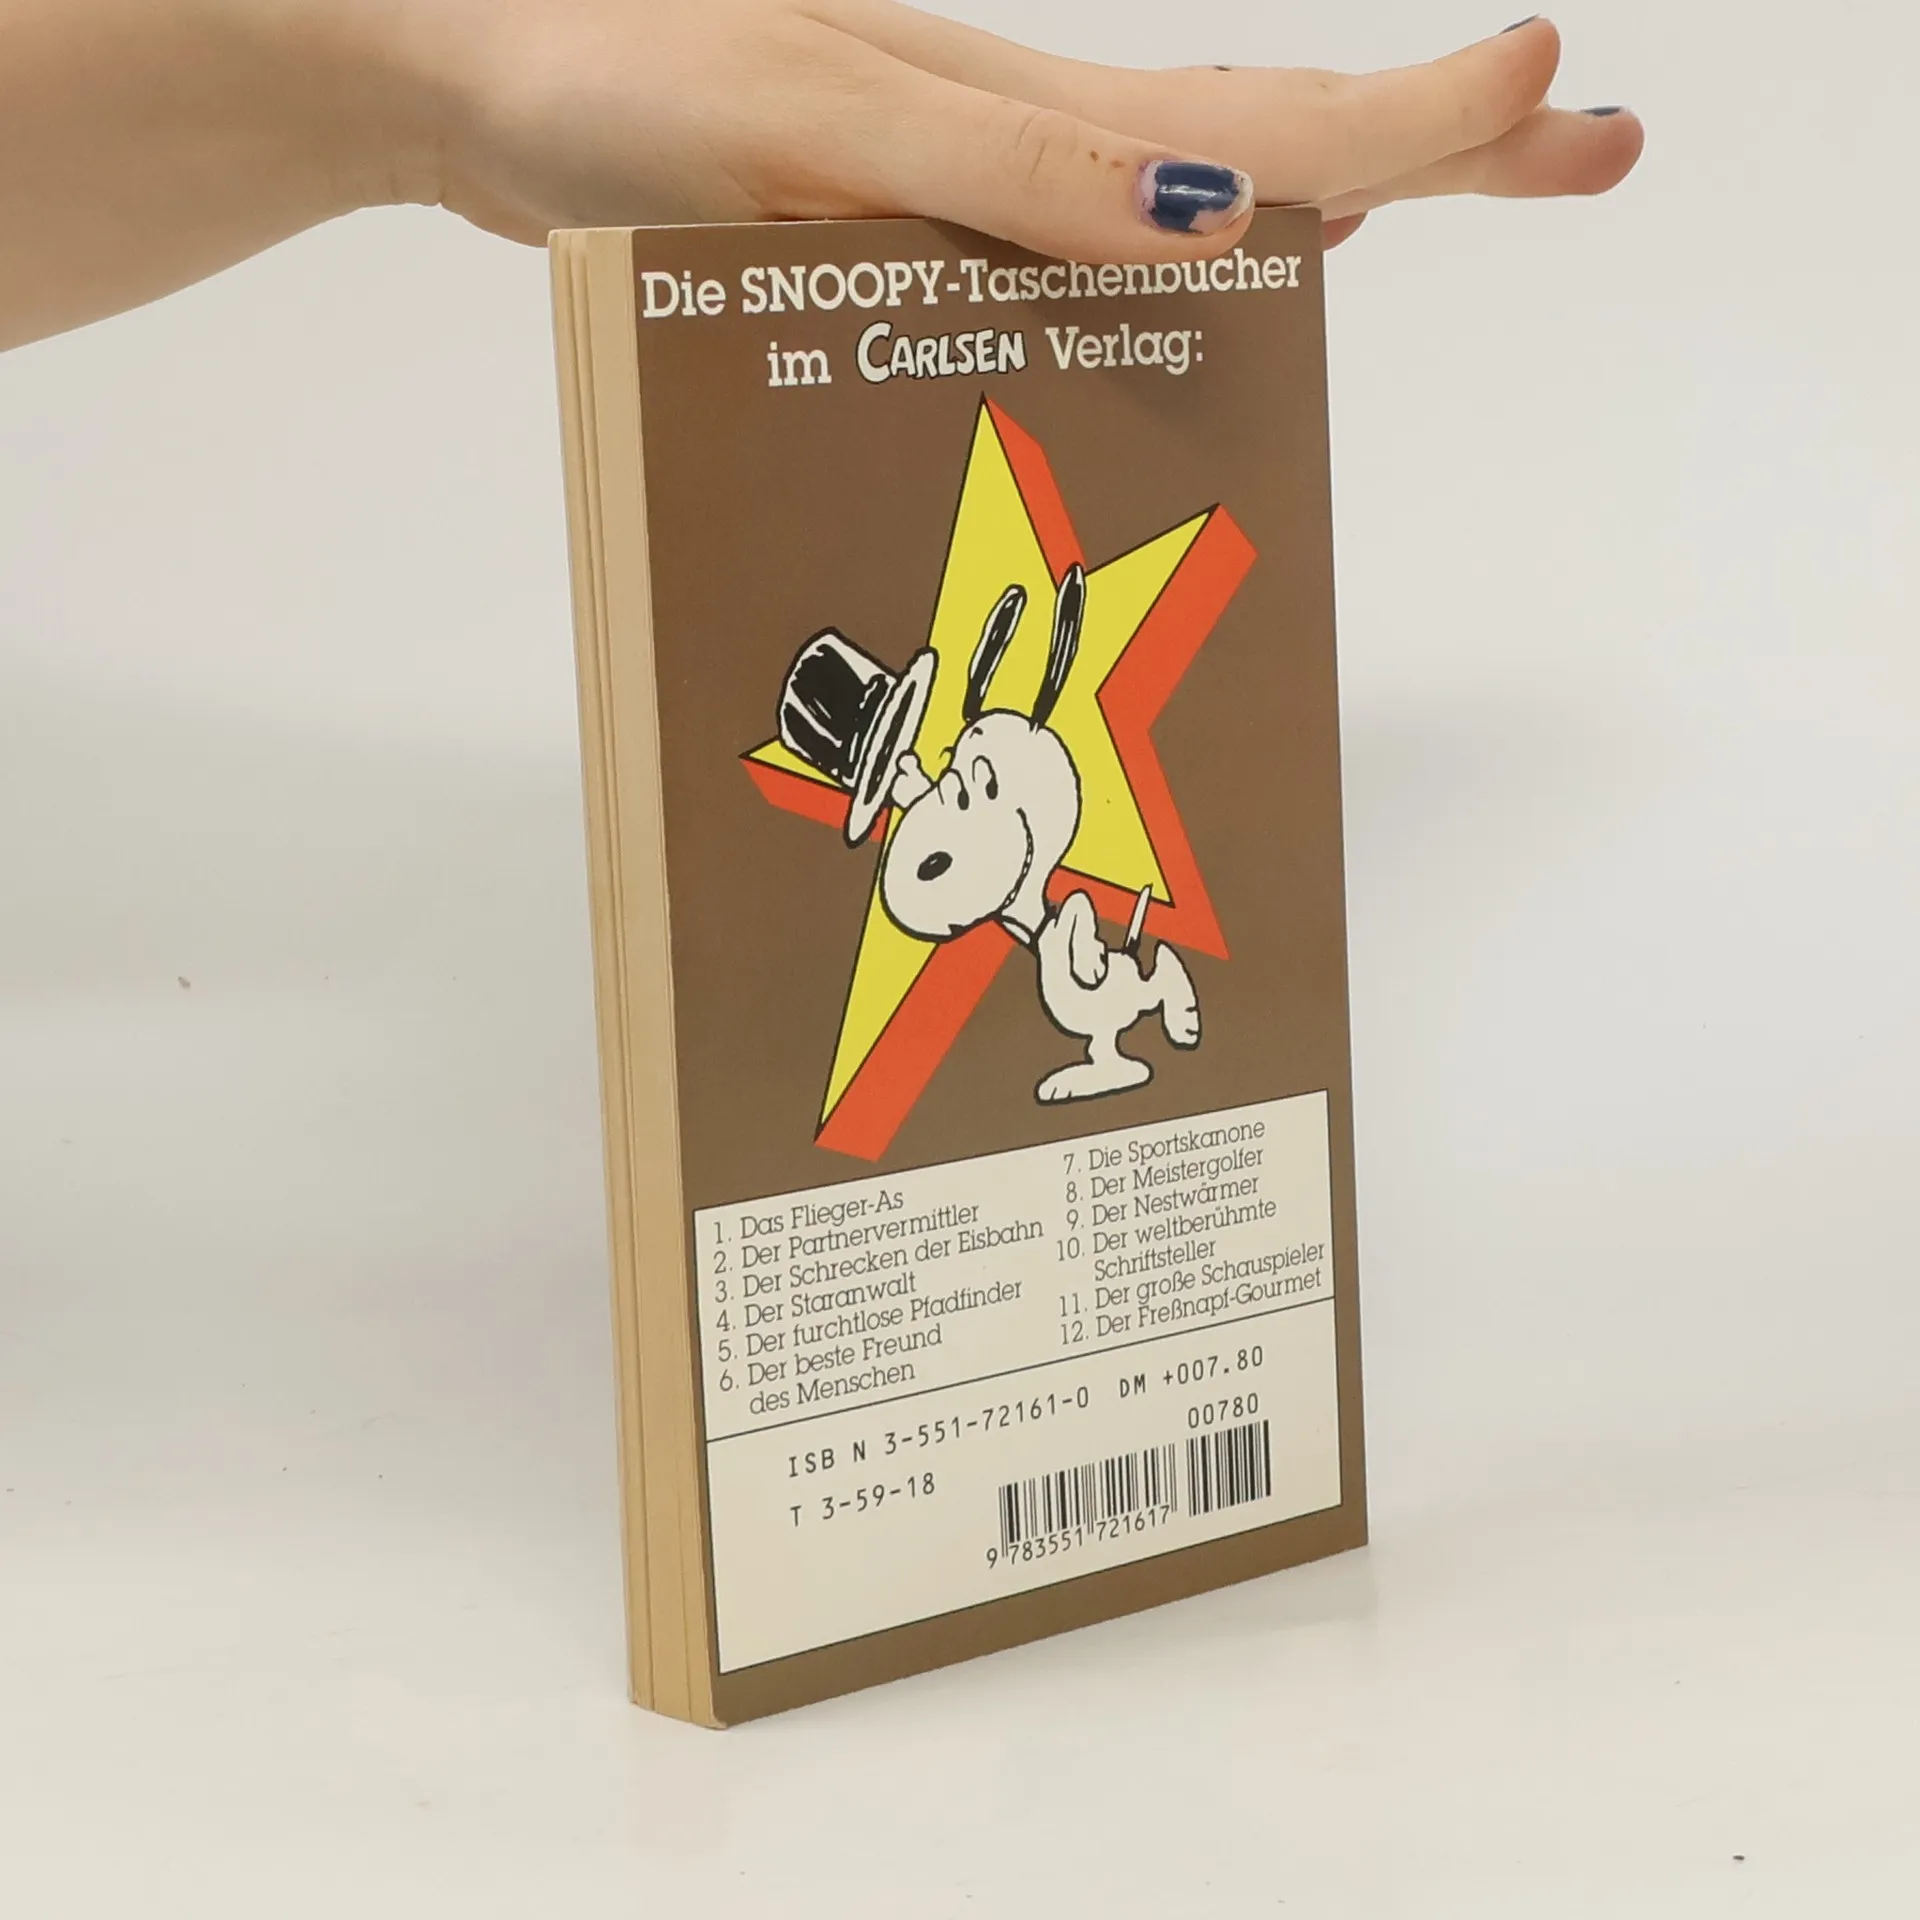 Die SNOOPY-Taschenbücher
im CARLSEN Verlag:
1. Das Flieger-As
2. Der Partnervermittler
3. Der Schrecken der Eisbahn
4. Der Staranwalt
5. Der furchtlose Pfadfinder
6. Der beste Freund
des Menschen
7. Die Sportskanone
8. Der Meistergolfer
9. Der Nestwärmer
10. Der weltberühmte
Schriftsteller
11. Der große Schauspieler
12. Der Freßnapf-Gourmet
ISB N 3-551-72161-0 DM +007.80
T 3-59-18
00780
9 783551 721617